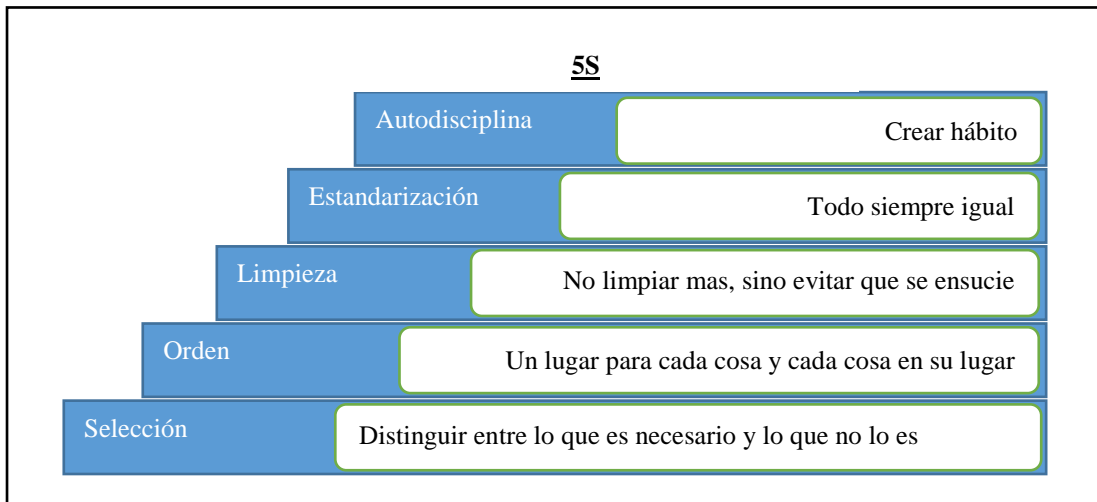 5S
Autodisciplina
Crear hábito
Estandarización
Todo siempre igual
Limpieza
No limpiar mas, sino evitar que se ensucie
Orden
Un lugar para cada cosa y cada cosa en su lugar
Selección
Distinguir entre lo que es necesario y lo que no lo es